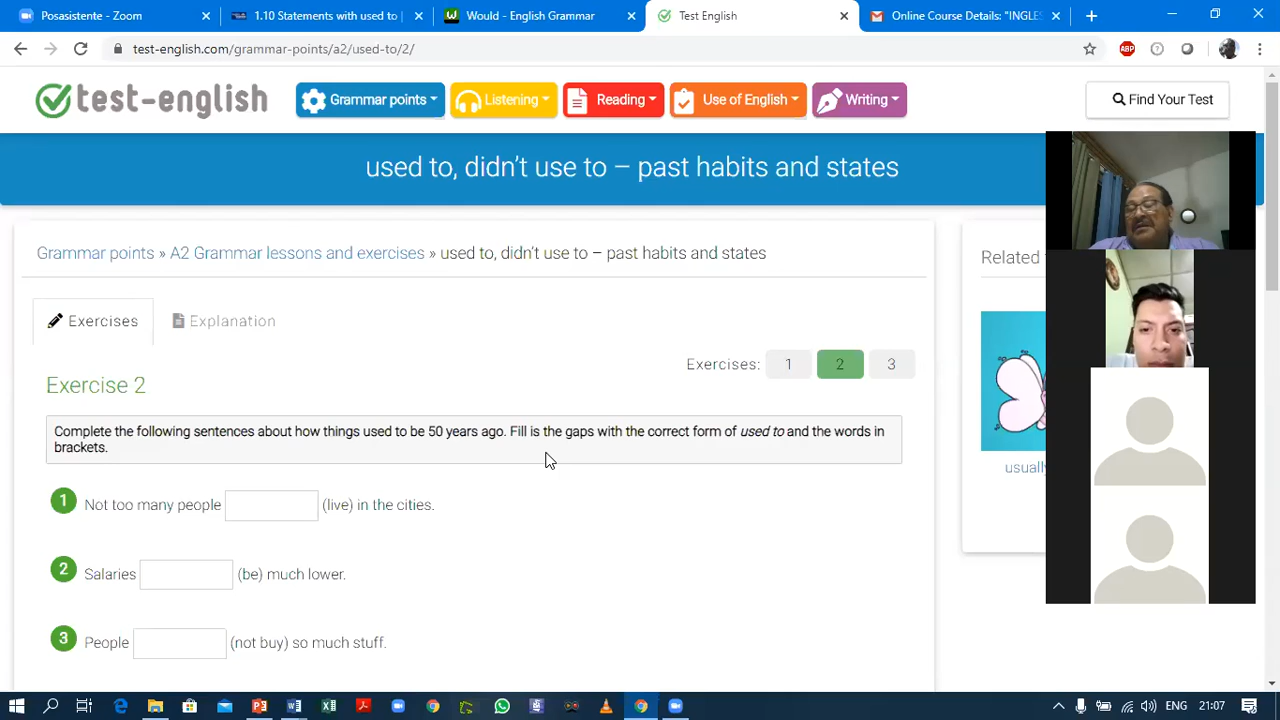 Posasistente - Zoom
1.10 Statements with used to |
Would - English Grammar
Test English
Online Course Details: "INGLES
test-english.com/grammar-points/a2/used-to/2/
ABP
test-english
Grammar points
Listening
Reading
Use of English
Writing
Find Your Test
used to, didn't use to – past habits and states
Grammar points » A2 Grammar lessons and exercises » used to, didn't use to – past habits and states
Related
Exercises
Explanation
Exercises: 1 2 3
Exercise 2
Complete the following sentences about how things used to be 50 years ago. Fill is the gaps with the correct form of used to and the words in
brackets.
usually
1 Not too many people (live) in the cities.
2 Salaries (be) much lower.
3 People (not buy) so much stuff.
ENG
21:07